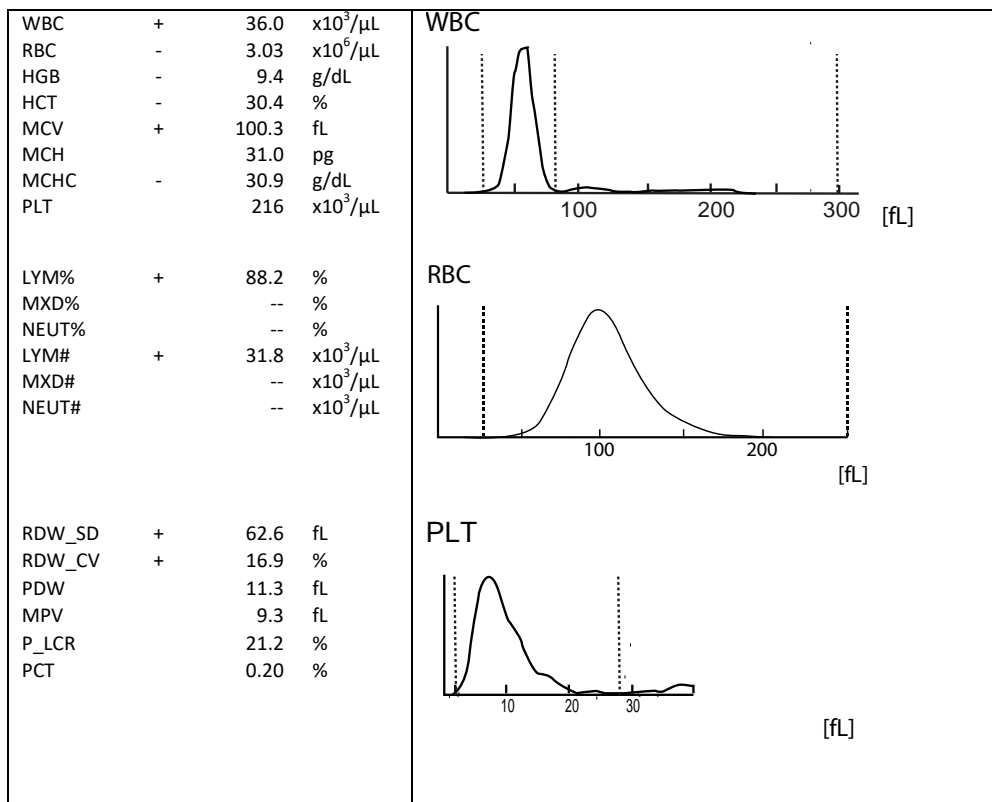 WBC + 36.0 x10³/µL
RBC - 3.03 x10⁶/µL
HGB - 9.4 g/dL
HCT - 30.4 %
MCV + 100.3 fL
MCH 31.0 pg
MCHC - 30.9 g/dL
PLT 216 x10³/µL
LYM% + 88.2 %
MXD% -- %
NEUT% -- %
LYM# + 31.8 x10³/µL
MXD# -- x10³/µL
NEUT# -- x10³/µL
RDW_SD + 62.6 fL
RDW_CV + 16.9 %
PDW 11.3 fL
MPV 9.3 fL
P_LCR 21.2 %
PCT 0.20 %
WBC
100 200 300 [fL]
RBC
100 200
[fL]
PLT
10 20 30
[fL]